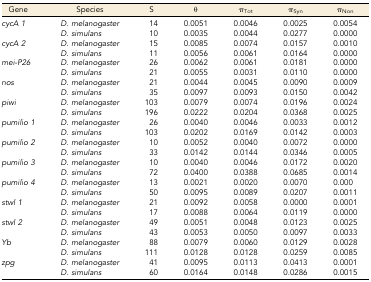 Gene Species S θ πTot πSyn πNon
cycA 1 D. melanogaster 14 0.0051 0.0046 0.0025 0.0054
D. simulans 10 0.0035 0.0044 0.0277 0.0000
cycA 2 D. melanogaster 15 0.0085 0.0074 0.0157 0.0010
D. simulans 11 0.0056 0.0061 0.0164 0.0000
mei-P26 D. melanogaster 26 0.0062 0.0061 0.0181 0.0000
D. simulans 21 0.0055 0.0031 0.0110 0.0000
nos D. melanogaster 21 0.0044 0.0045 0.0090 0.0009
D. simulans 35 0.0097 0.0093 0.0150 0.0042
piwi D. melanogaster 103 0.0079 0.0074 0.0196 0.0024
D. simulans 196 0.0222 0.0204 0.0368 0.0025
pumilio 1 D. melanogaster 26 0.0040 0.0046 0.0033 0.0012
D. simulans 103 0.0202 0.0169 0.0142 0.0003
pumilio 2 D. melanogaster 10 0.0052 0.0040 0.0072 0.0000
D. simulans 33 0.0142 0.0144 0.0346 0.0005
pumilio 3 D. melanogaster 10 0.0040 0.0046 0.0172 0.0020
D. simulans 72 0.0400 0.0388 0.0685 0.0014
pumilio 4 D. melanogaster 13 0.0021 0.0020 0.0070 0.000
D. simulans 50 0.0095 0.0089 0.0207 0.0011
stwl 1 D. melanogaster 21 0.0092 0.0058 0.0000 0.0001
D. simulans 17 0.0088 0.0064 0.0119 0.0000
stwl 2 D. melanogaster 49 0.0051 0.0048 0.0123 0.0025
D. simulans 43 0.0053 0.0050 0.0097 0.0033
Yb D. melanogaster 88 0.0079 0.0060 0.0129 0.0028
D. simulans 111 0.0128 0.0128 0.0259 0.0085
zpg D. melanogaster 41 0.0095 0.0113 0.0413 0.0001
D. simulans 60 0.0164 0.0148 0.0286 0.0015